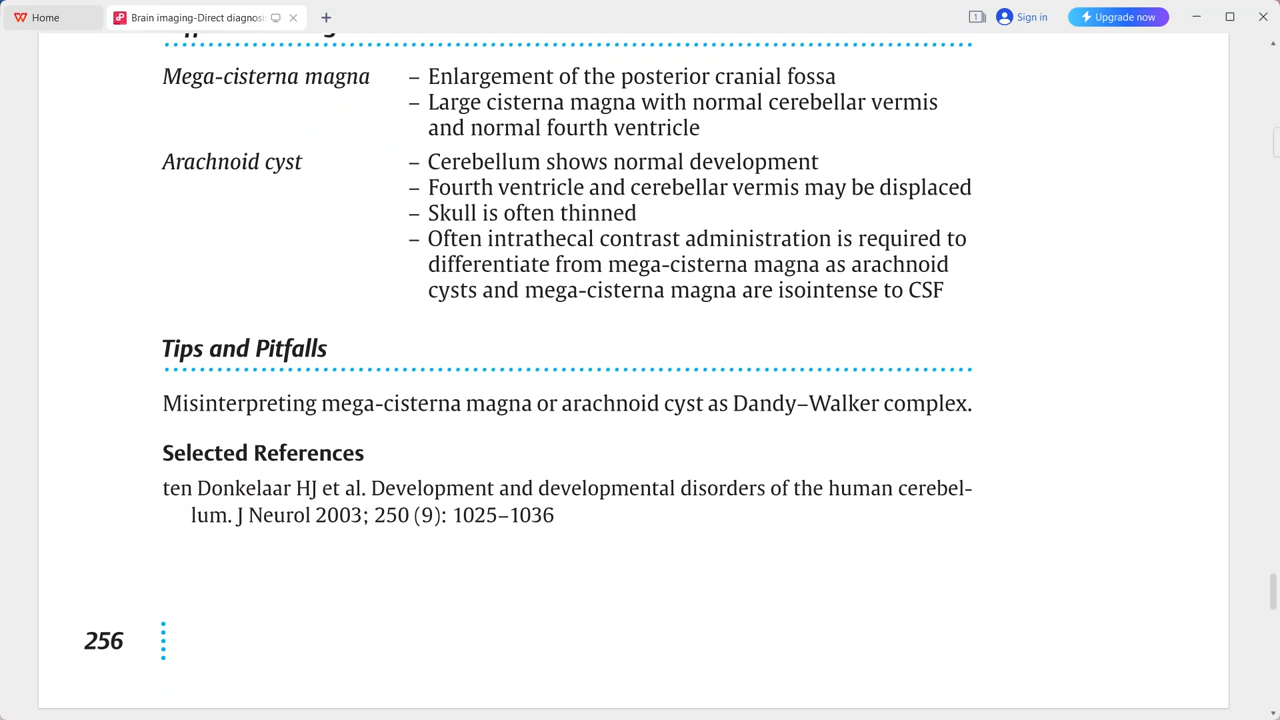 Home
Brain imaging-Direct diagnosi
1
Sign in
Upgrade now
Mega-cisterna magna – Enlargement of the posterior cranial fossa
– Large cisterna magna with normal cerebellar vermis
and normal fourth ventricle
Arachnoid cyst – Cerebellum shows normal development
– Fourth ventricle and cerebellar vermis may be displaced
– Skull is often thinned
– Often intrathecal contrast administration is required to
differentiate from mega-cisterna magna as arachnoid
cysts and mega-cisterna magna are isointense to CSF
Tips and Pitfalls
Misinterpreting mega-cisterna magna or arachnoid cyst as Dandy–Walker complex.
Selected References
ten Donkelaar HJ et al. Development and developmental disorders of the human cerebel-
lum. J Neurol 2003; 250 (9): 1025–1036
256